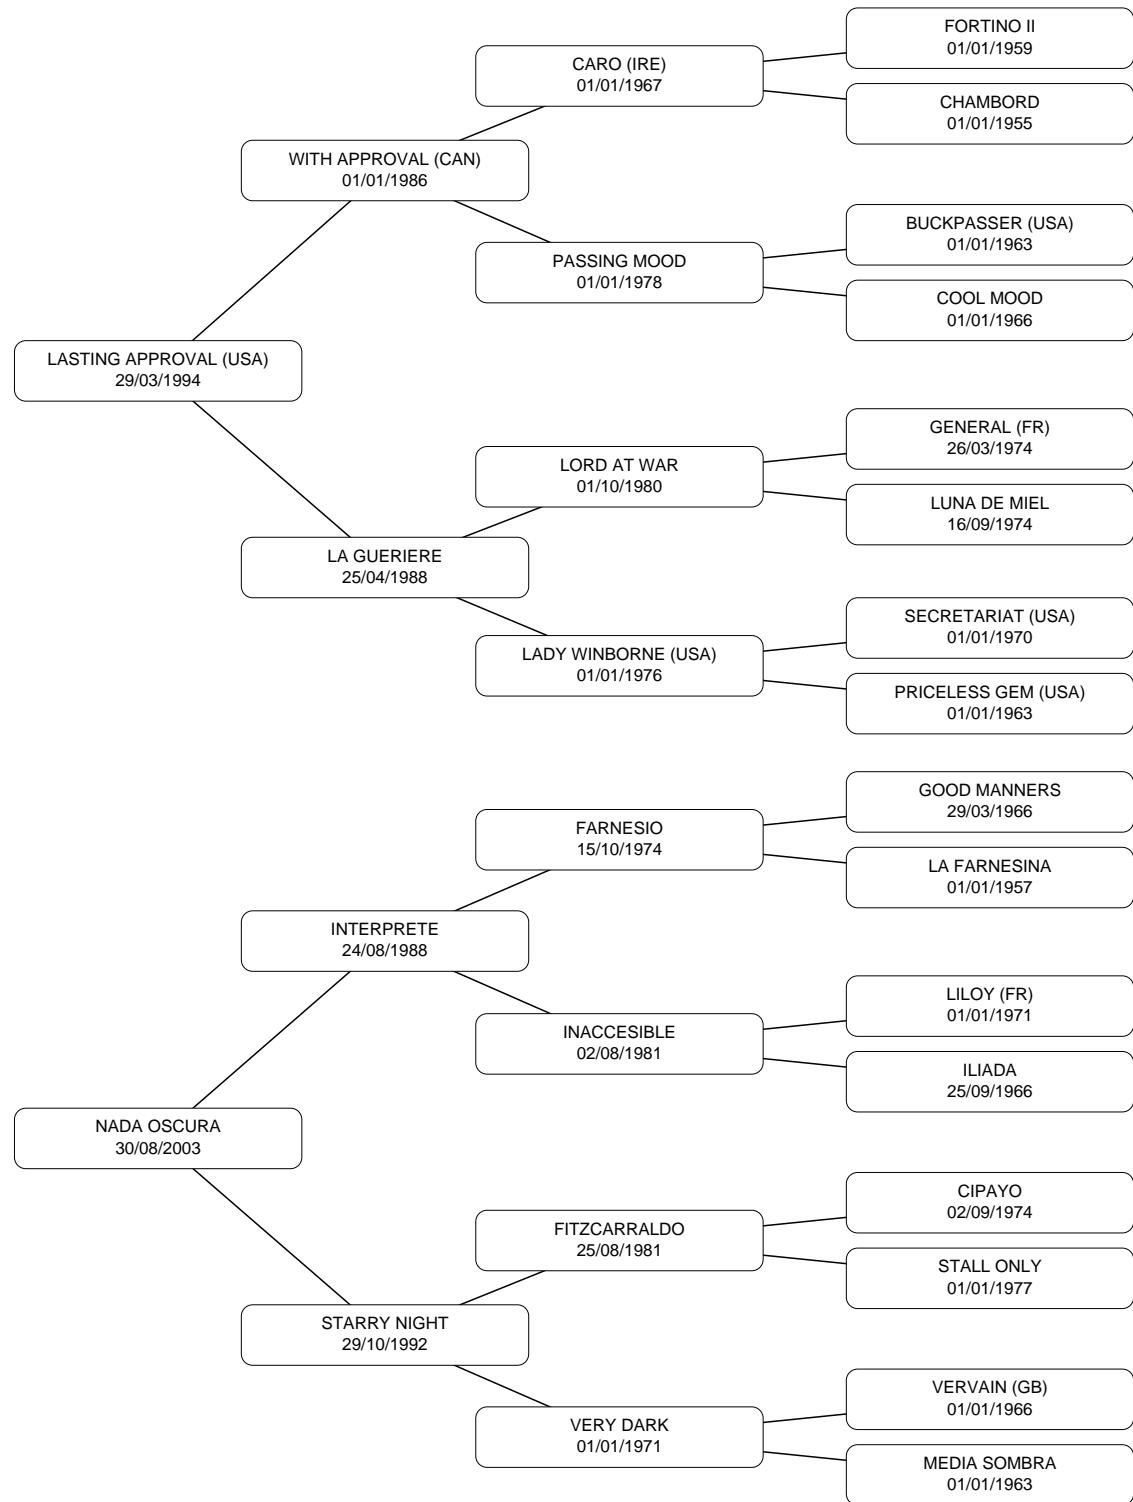 FORTINO II
01/01/1959
CARO (IRE)
01/01/1967
CHAMBORD
01/01/1955
WITH APPROVAL (CAN)
01/01/1986
BUCKPASSER (USA)
01/01/1963
PASSING MOOD
01/01/1978
COOL MOOD
01/01/1966
LASTING APPROVAL (USA)
29/03/1994
GENERAL (FR)
26/03/1974
LORD AT WAR
01/10/1980
LUNA DE MIEL
16/09/1974
LA GUERIERE
25/04/1988
SECRETARIAT (USA)
01/01/1970
LADY WINBORNE (USA)
01/01/1976
PRICELESS GEM (USA)
01/01/1963
GOOD MANNERS
29/03/1966
FARNESIO
15/10/1974
LA FARNESINA
01/01/1957
INTERPRETE
24/08/1988
LILOY (FR)
01/01/1971
INACCESIBLE
02/08/1981
ILIADA
25/09/1966
NADA OSCURA
30/08/2003
CIPAYO
02/09/1974
FITZCARRALDO
25/08/1981
STALL ONLY
01/01/1977
STARRY NIGHT
29/10/1992
VERVAIN (GB)
01/01/1966
VERY DARK
01/01/1971
MEDIA SOMBRA
01/01/1963